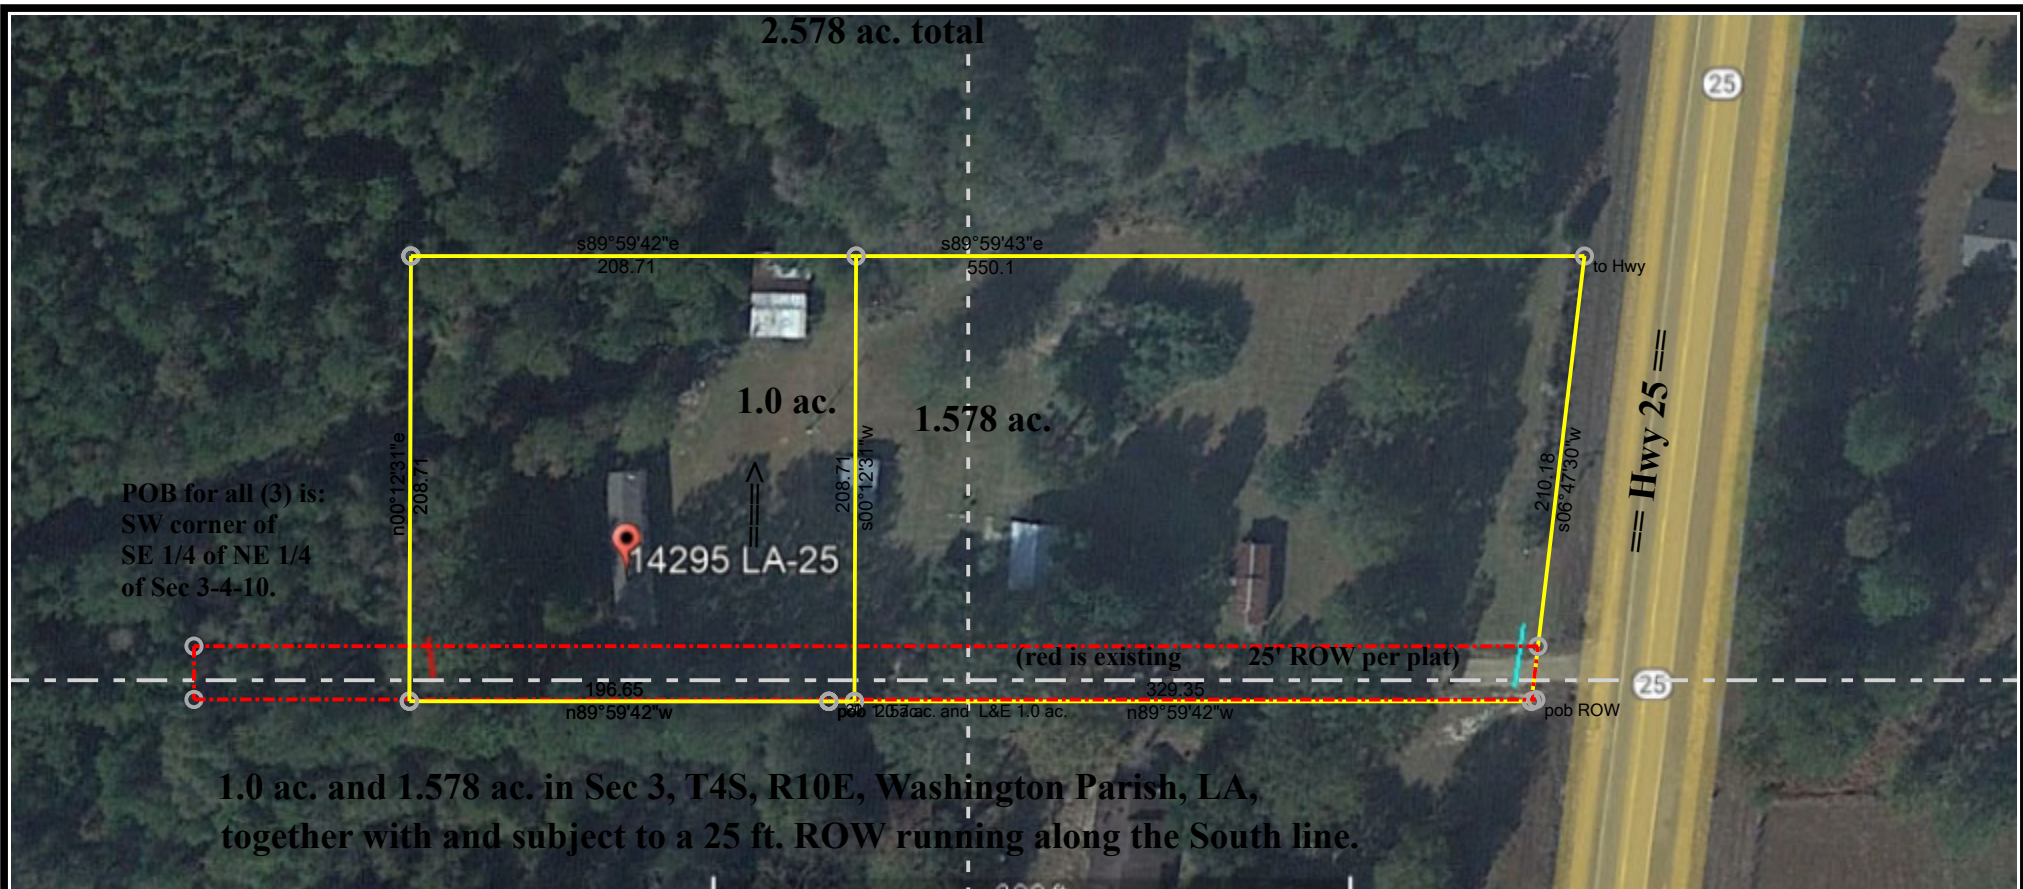 2.578 ac. total
25
s89°59'42"e
208.71
s89°59'43"e
550.1
to Hwy
1.0 ac.
1.578 ac.
== Hwy 25 ==
n00°12'31"e
208.71
208.71
s00°12'31"w
210.18
s06°47'30"w
POB for all (3) is:
SW corner of
SE 1/4 of NE 1/4
of Sec 3-4-10.
====>
14295 LA-25
(red is existing 25' ROW per plat)
25
196.65
n89°59'42"w
329.35
n89°59'42"w
pob
ac. and L&E 1.0 ac.
pob ROW
1.0 ac. and 1.578 ac. in Sec 3, T4S, R10E, Washington Parish, LA,
together with and subject to a 25 ft. ROW running along the South line.